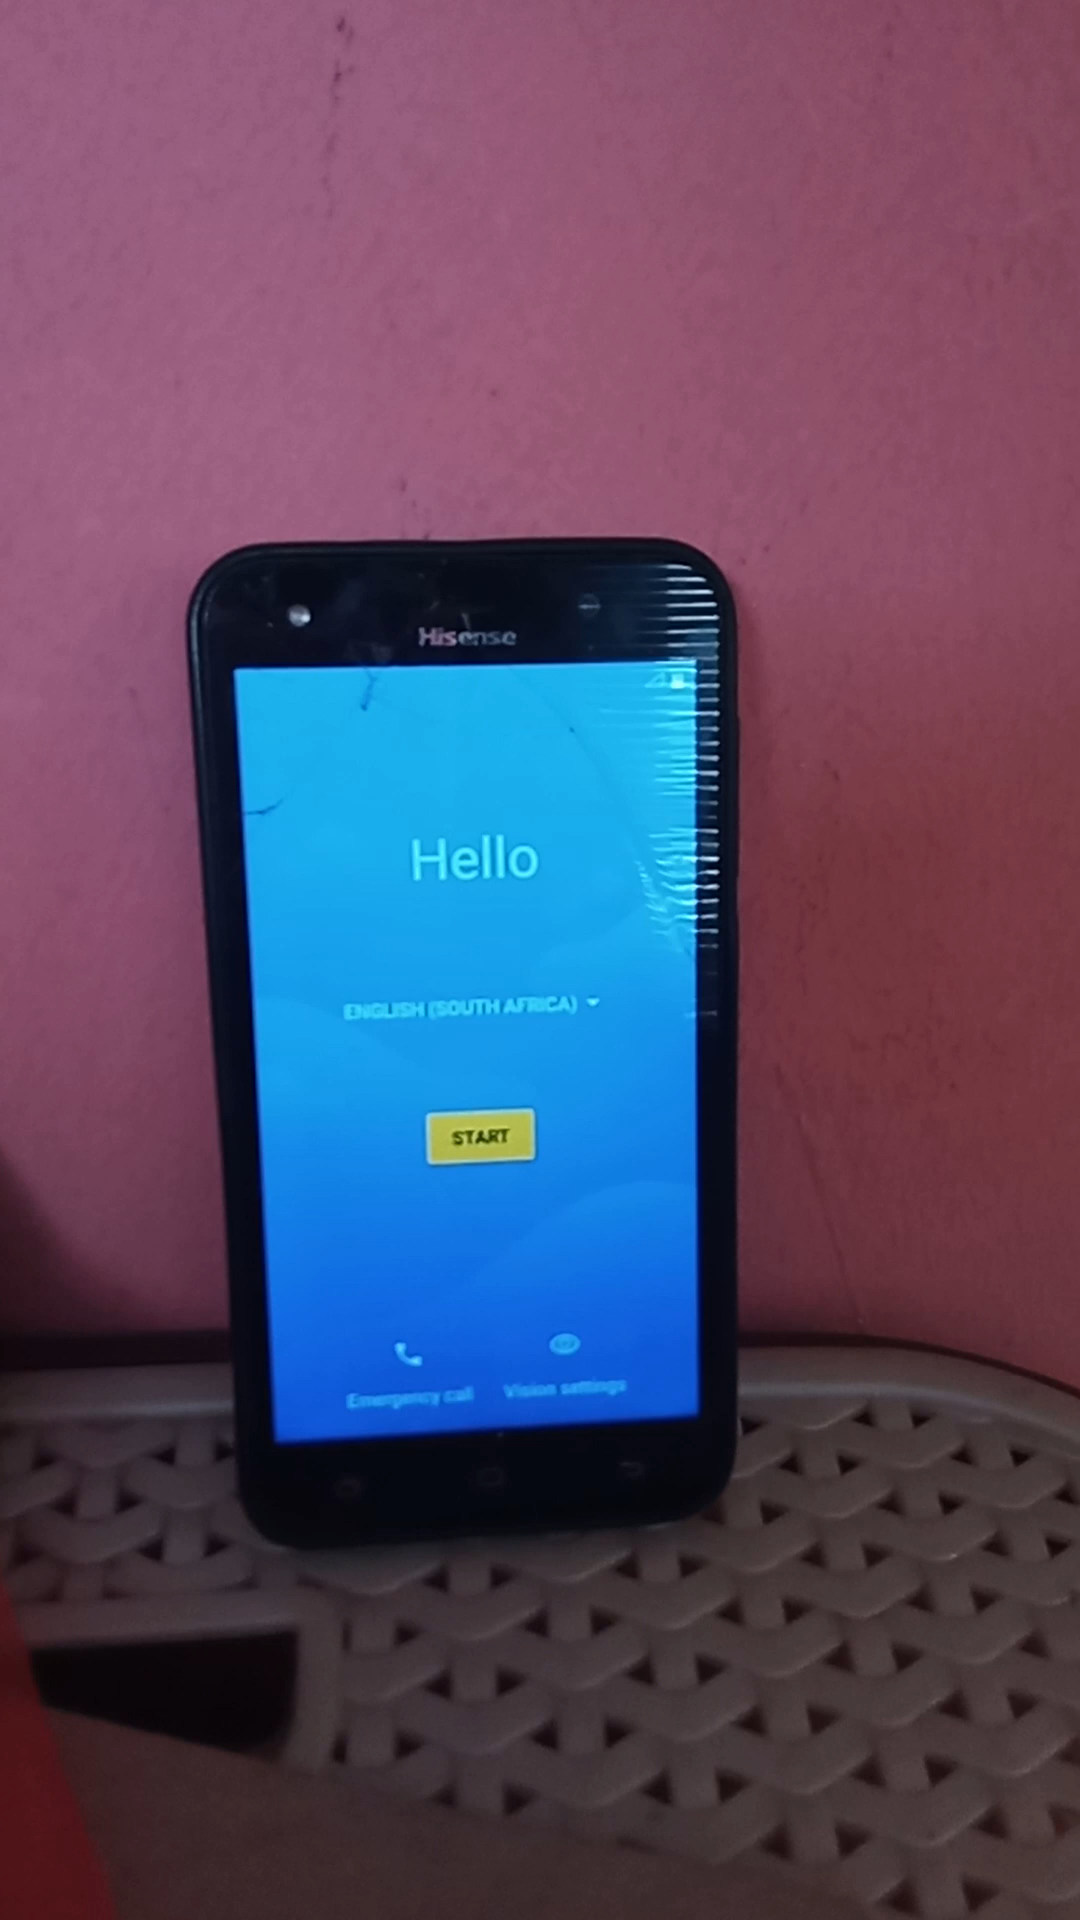 Hisense
Hello
ENGLISH (SOUTH AFRICA)
START
Emergency call
Vision settings